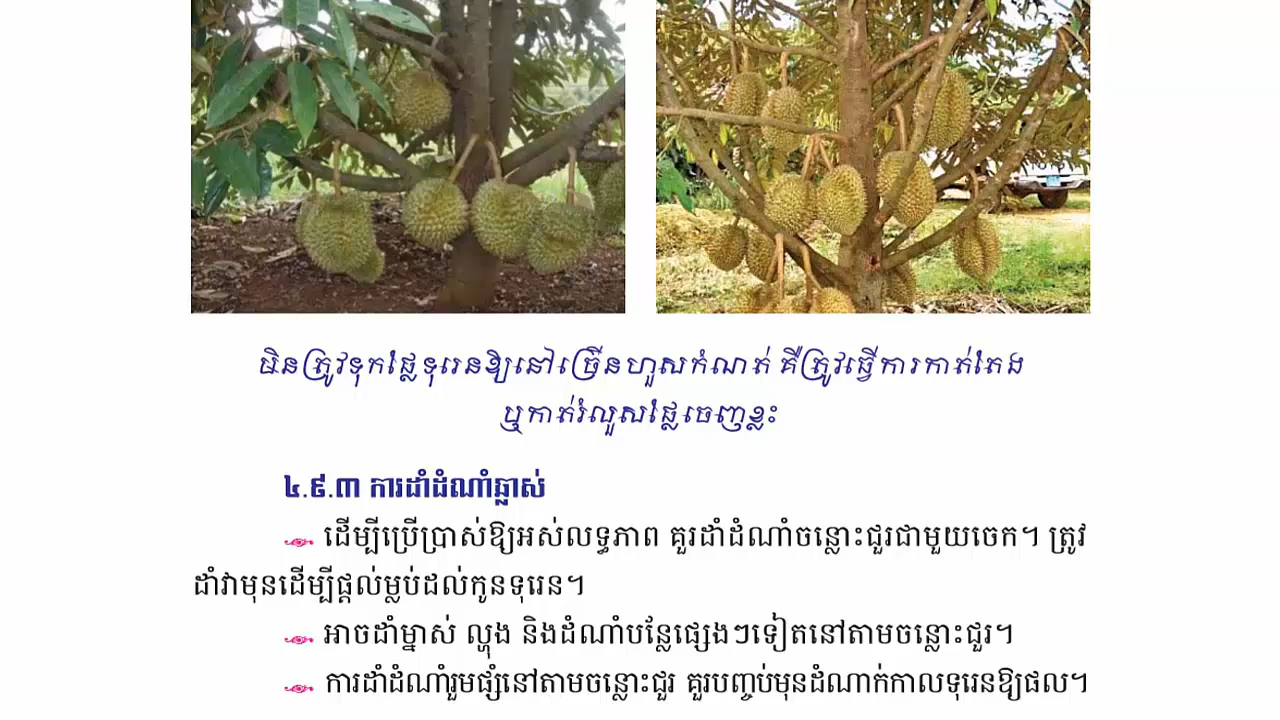 មិនត្រូវទុកផ្លែទុរេនឱ្យនៅច្រើនហួសកំណត់ គឺត្រូវធ្វើការកាត់តែង
ឬកាត់រំលួសផ្លែចេញខ្លះ
៤.៩.៣ ការដាំដំណាំឆ្លាស់
ដើម្បីប្រើប្រាស់ឱ្យអស់លទ្ធភាព គួរដាំដំណាំចន្លោះជួរជាមួយចេក។ ត្រូវ
ដាំវាមុនដើម្បីផ្តល់ម្លប់ដល់កូនទុរេន។
អាចដាំម្នាស់ ល្ហុង និងដំណាំបន្លែផ្សេងៗទៀតនៅតាមចន្លោះជួរ។
ការដាំដំណាំរួមផ្សំនៅតាមចន្លោះជួរ គួរបញ្ចប់មុនដំណាក់កាលទុរេនឱ្យផល។